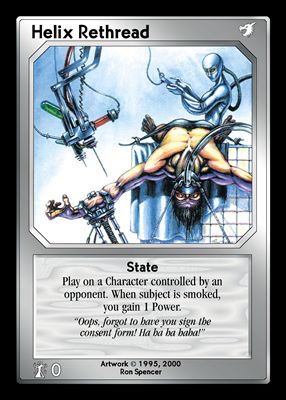 Helix Rethread
State
Play on a Character controlled by an
opponent. When subject is smoked,
you gain 1 Power.
"Oops, forgot to have you sign the
consent form! Ha ha ha haha!"
0
Artwork © 1995, 2000
Ron Spencer